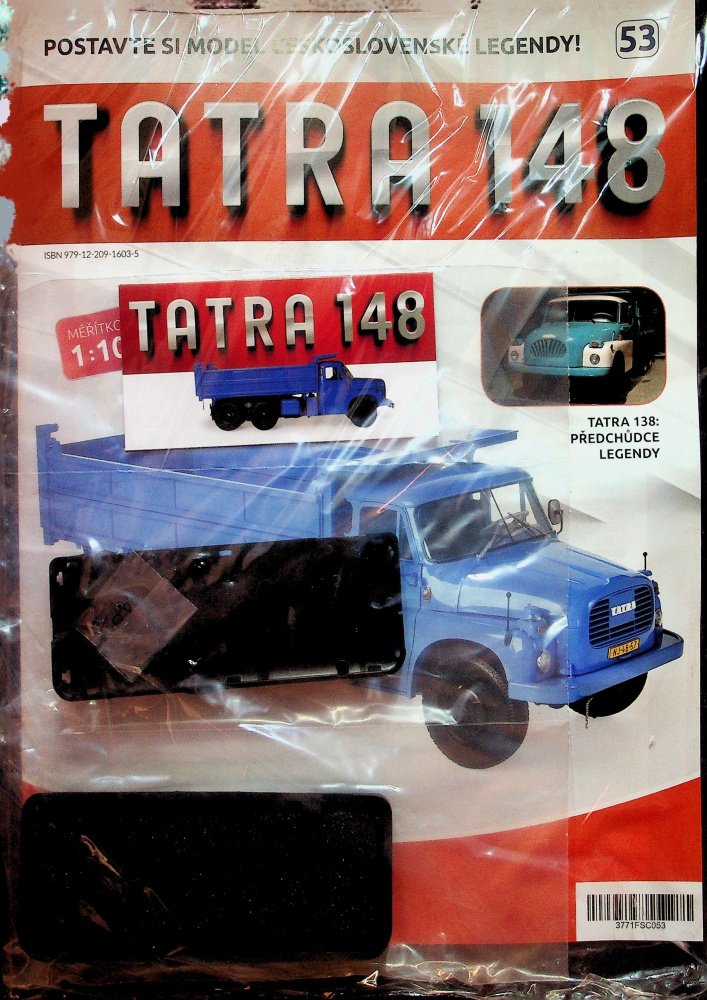 POSTAVTE SI MODEL ČESKOSLOVENSKÉ LEGENDY!
53
TATRA 148
ISBN 979-12-209-1603-5
MĚŘÍTKO
1:10
TATRA 148
TATRA 138:
PŘEDCHŮDCE
LEGENDY
3771FSC053